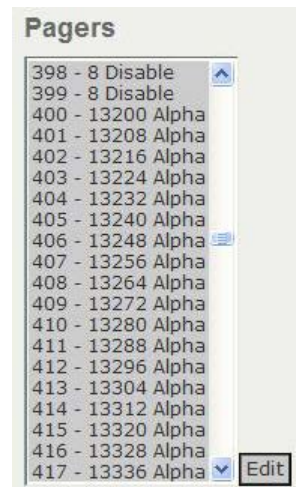 Pagers
398 - 8 Disable
399 - 8 Disable
400 - 13200 Alpha
401 - 13208 Alpha
402 - 13216 Alpha
403 - 13224 Alpha
404 - 13232 Alpha
405 - 13240 Alpha
406 - 13248 Alpha
407 - 13256 Alpha
408 - 13264 Alpha
409 - 13272 Alpha
410 - 13280 Alpha
411 - 13288 Alpha
412 - 13296 Alpha
413 - 13304 Alpha
414 - 13312 Alpha
415 - 13320 Alpha
416 - 13328 Alpha
417 - 13336 Alpha
Edit